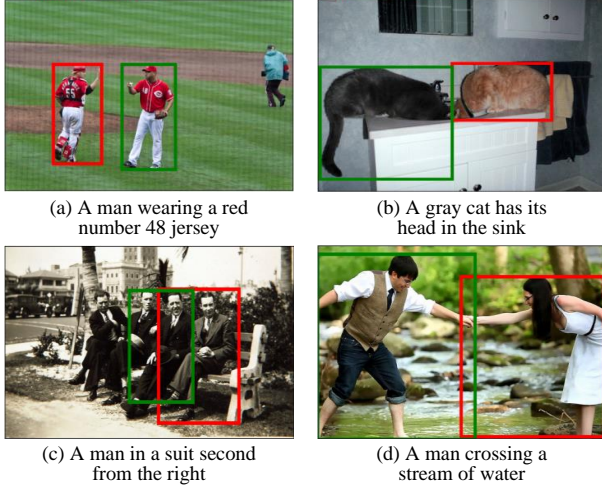 55
48
(a) A man wearing a red
number 48 jersey
(b) A gray cat has its
head in the sink
(c) A man in a suit second
from the right
(d) A man crossing a
stream of water